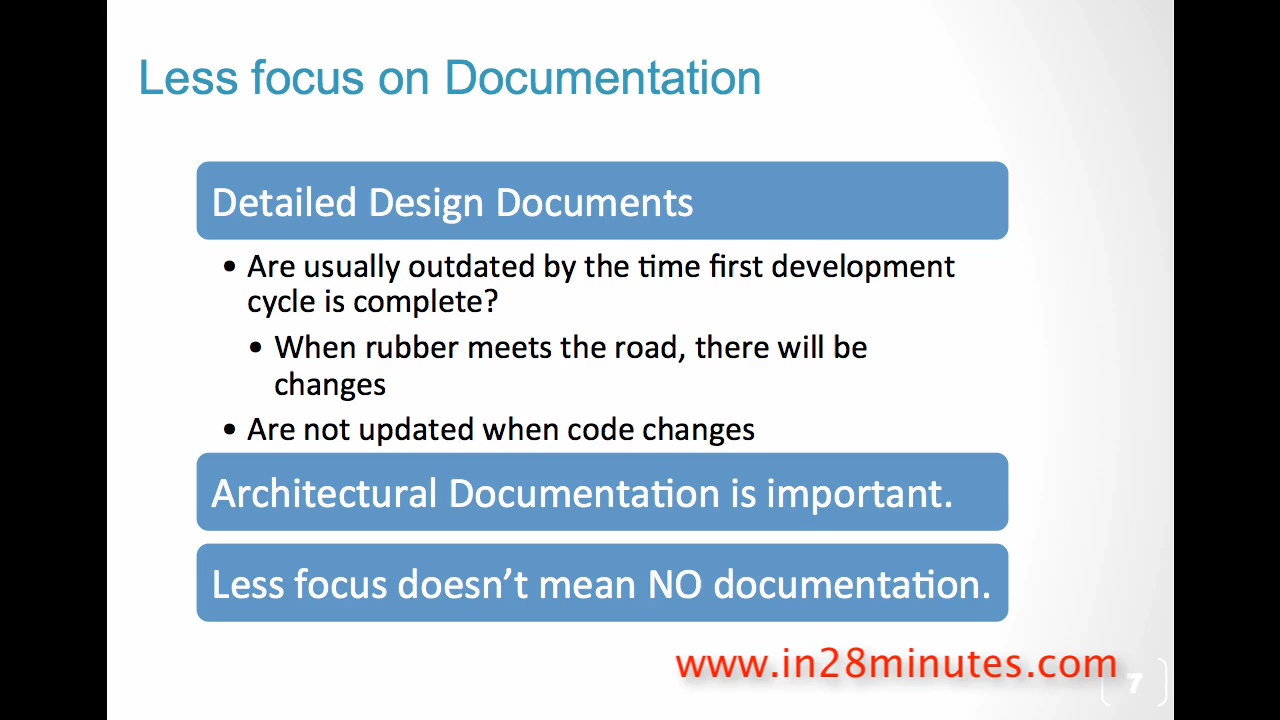 Less focus on Documentation
Detailed Design Documents
• Are usually outdated by the time first development
cycle is complete?
• When rubber meets the road, there will be
changes
• Are not updated when code changes
Architectural Documentation is important.
Less focus doesn’t mean NO documentation.
www.in28minutes.com
7